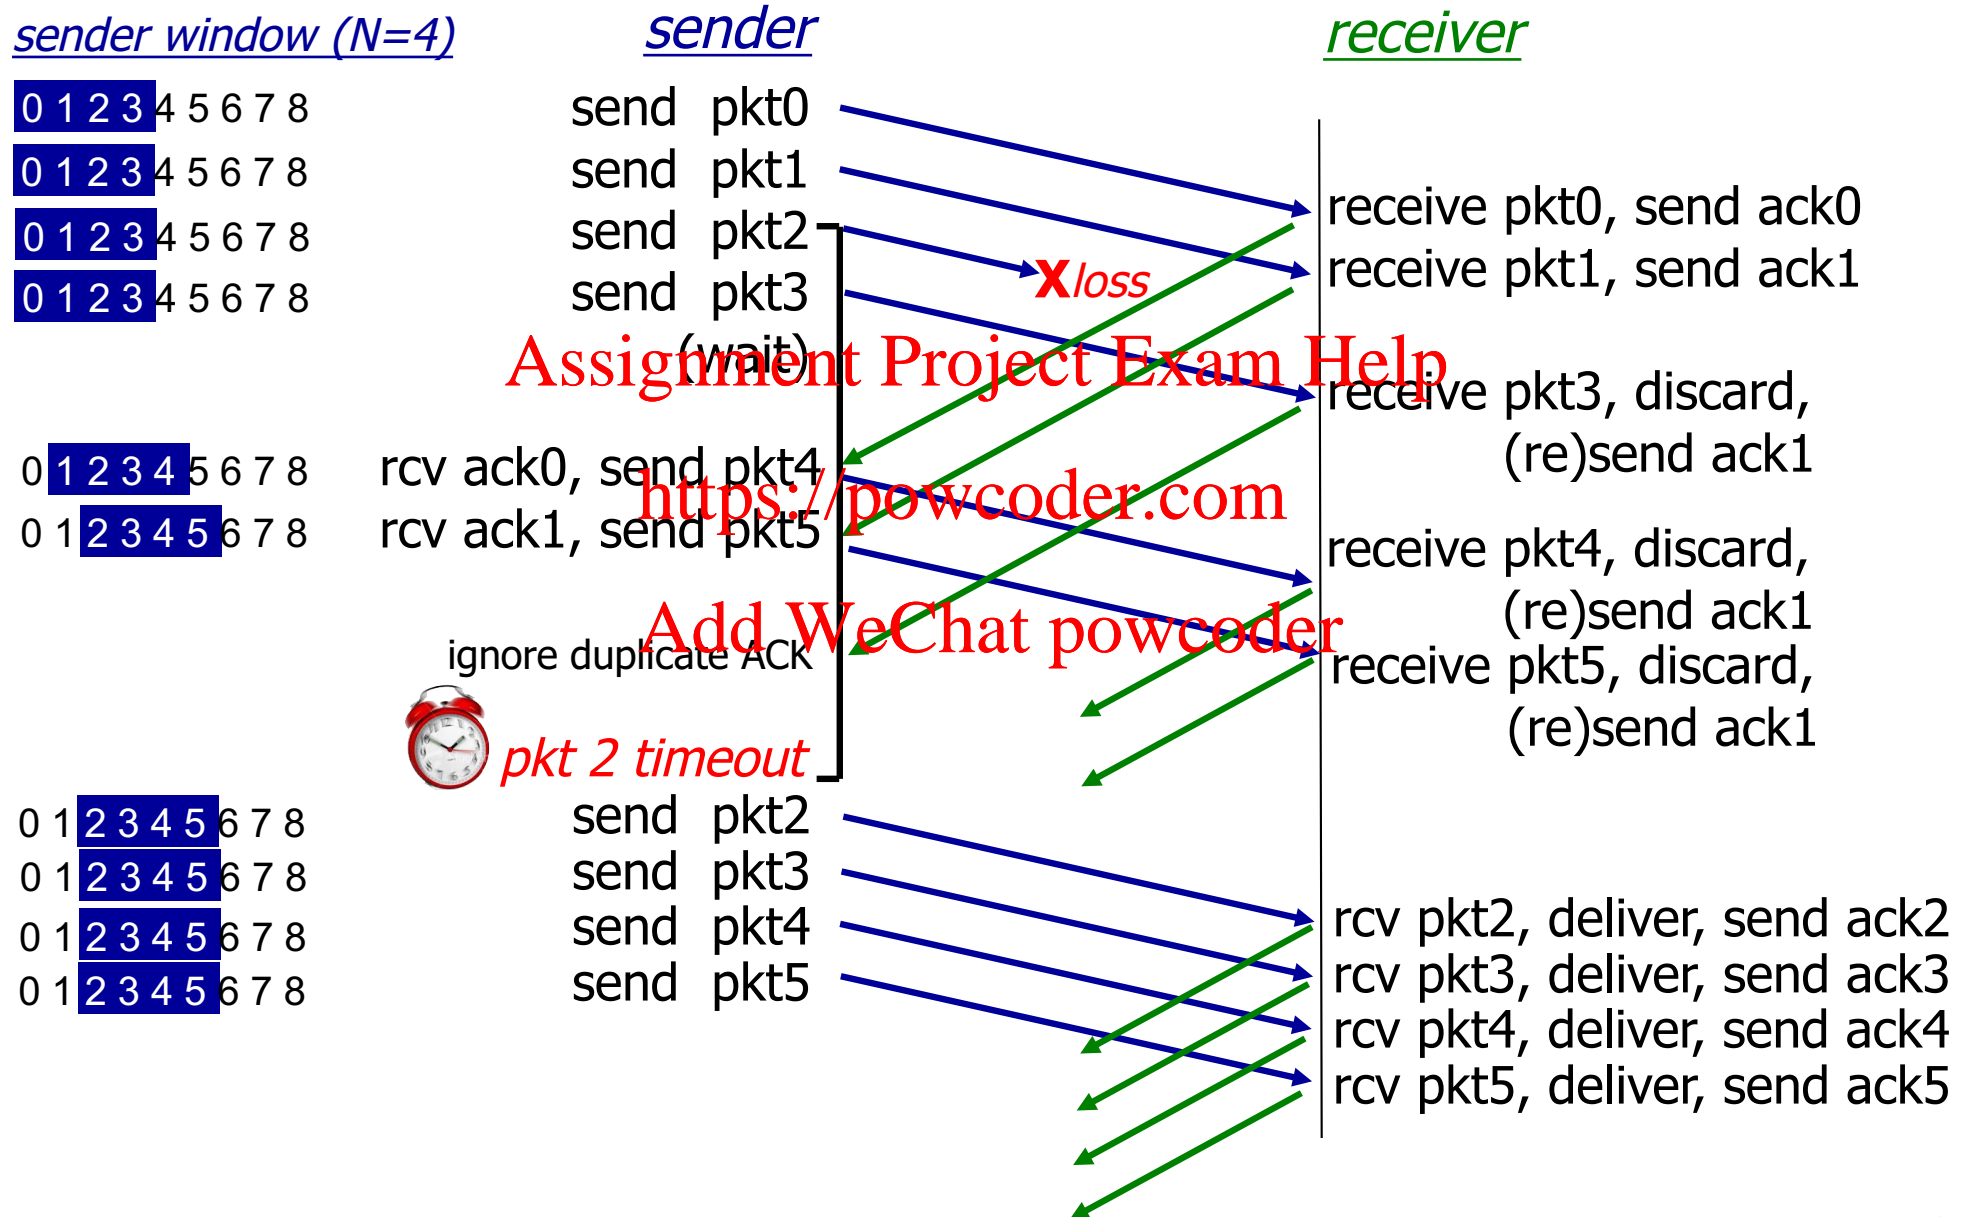 sender window (N=4) sender receiver
0 1 2 3 4 5 6 7 8 send pkt0
0 1 2 3 4 5 6 7 8 send pkt1
receive pkt0, send ack0
0 1 2 3 4 5 6 7 8 send pkt2
Xloss
receive pkt1, send ack1
0 1 2 3 4 5 6 7 8 send pkt3
(wait)
Assignment Project Exam Help
receive pkt3, discard,
(re)send ack1
0 1 2 3 4 5 6 7 8 rcv ack0, send pkt4
https://powcoder.com
0 1 2 3 4 5 6 7 8 rcv ack1, send pkt5
receive pkt4, discard,
(re)send ack1
Add WeChat powcoder
ignore duplicate ACK
receive pkt5, discard,
(re)send ack1
pkt 2 timeout
0 1 2 3 4 5 6 7 8 send pkt2
0 1 2 3 4 5 6 7 8 send pkt3
0 1 2 3 4 5 6 7 8 send pkt4
rcv pkt2, deliver, send ack2
0 1 2 3 4 5 6 7 8 send pkt5
rcv pkt3, deliver, send ack3
rcv pkt4, deliver, send ack4
rcv pkt5, deliver, send ack5